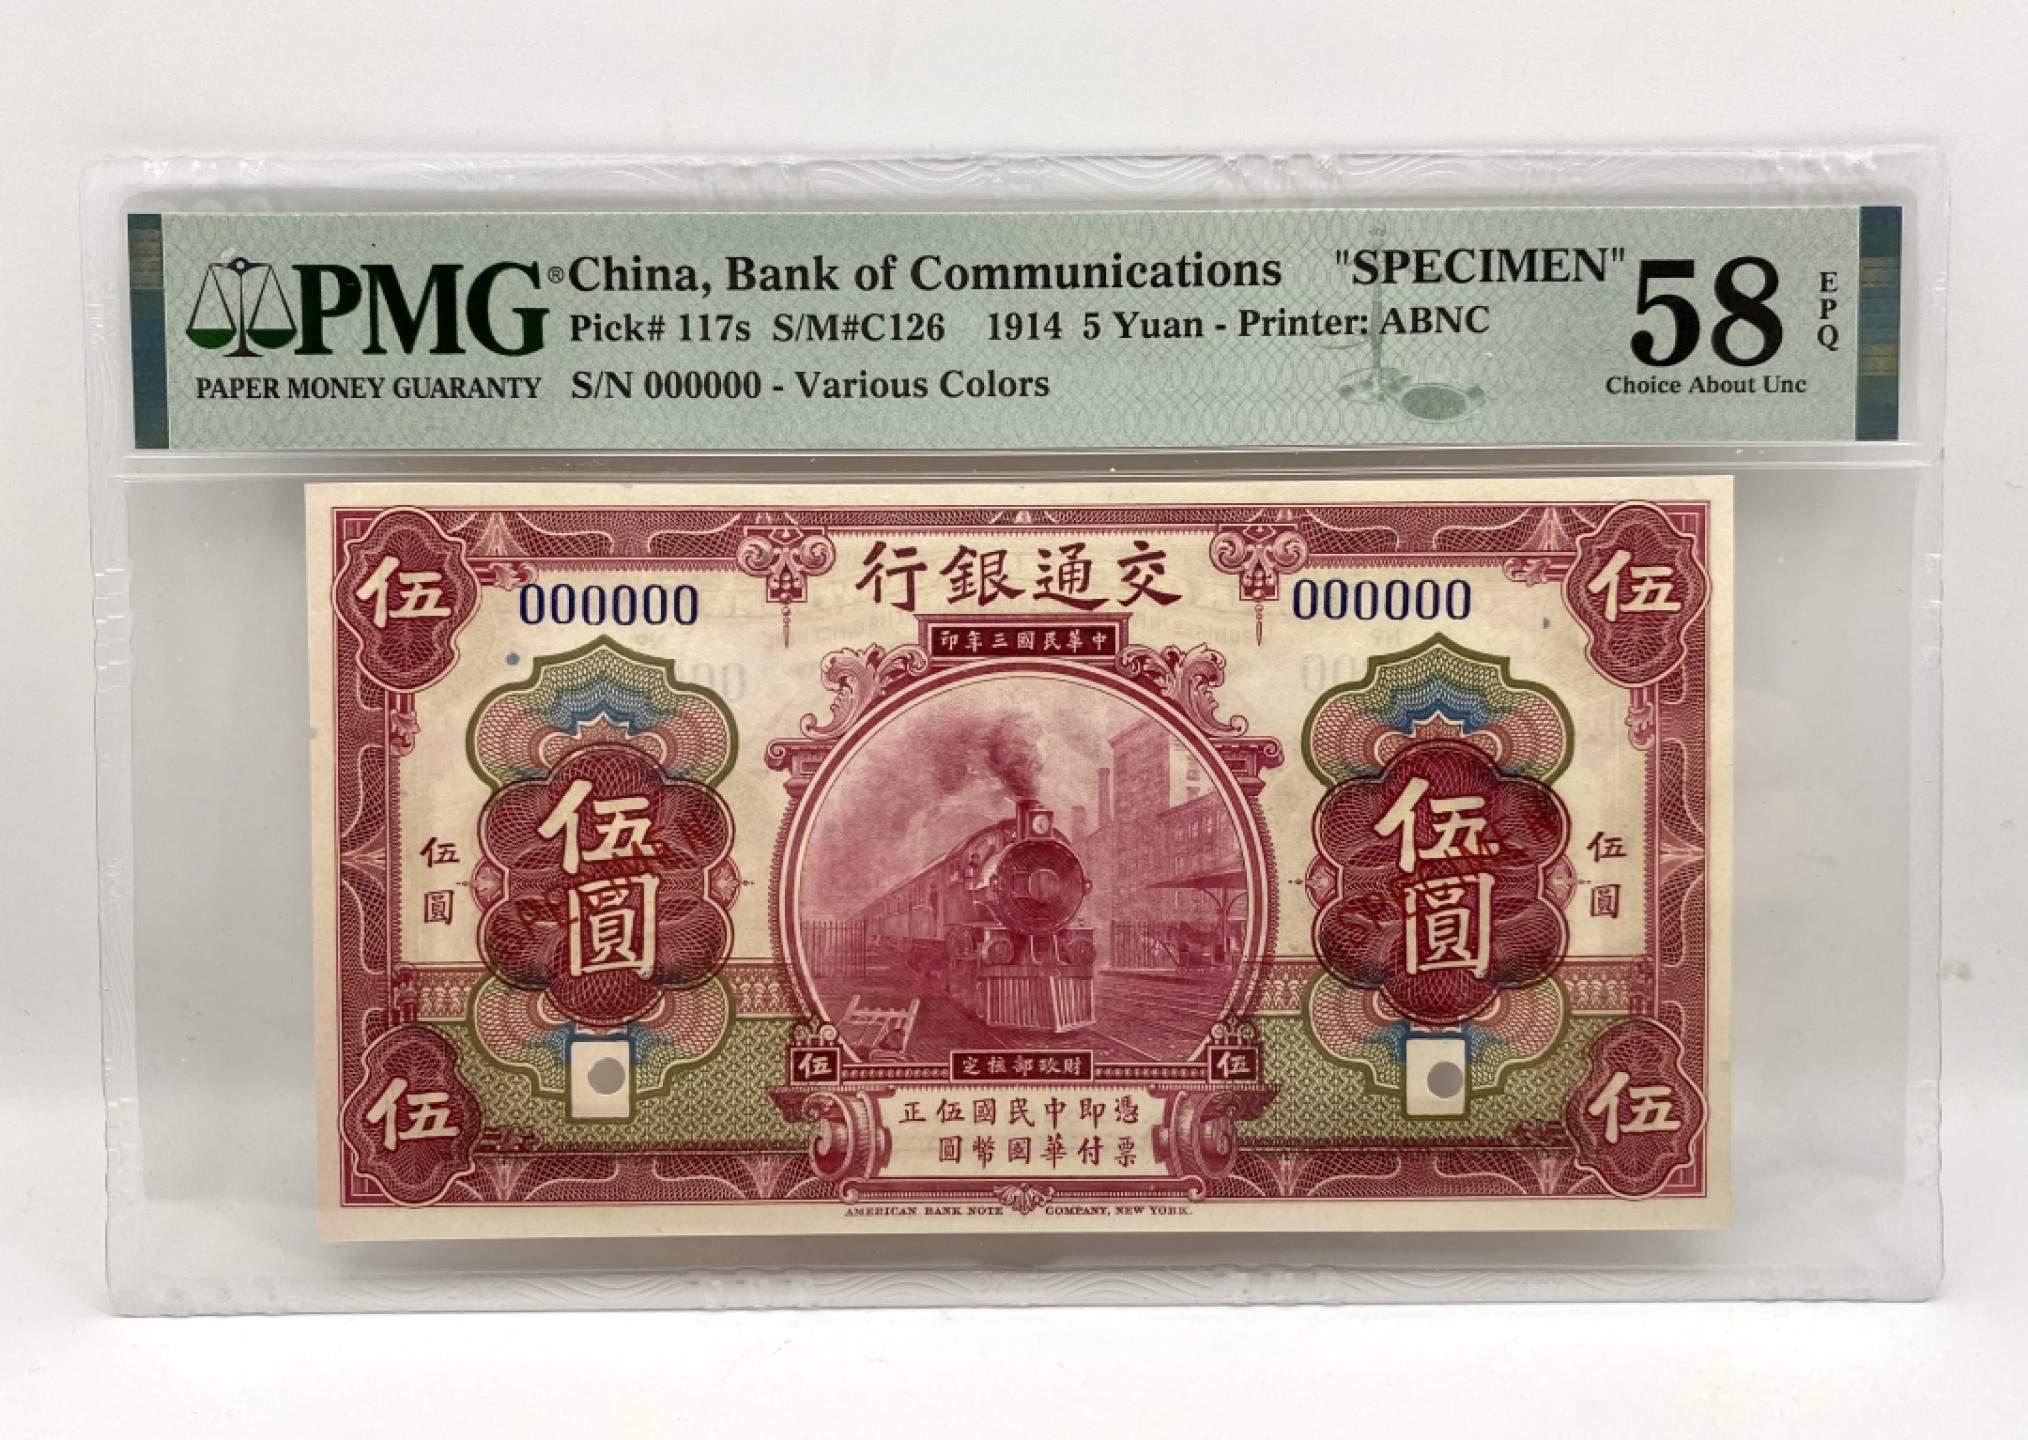 PMG®
PAPER MONEY GUARANTY
China, Bank of Communications "SPECIMEN"
Pick# 117s S/M#C126 1914 5 Yuan - Printer: ABNC
S/N 000000 - Various Colors
58
EPQ
Choice About Unc
伍
行銀通交
伍
000000
000000
印年三國民華中
伍圓
伍圓
SPECIMEN
伍圓
SPECIMEN
伍圓
伍
定核部政財
伍
伍
正伍國民中即憑
圓幣國華付票
伍
AMERICAN BANK NOTE COMPANY, NEW YORK.